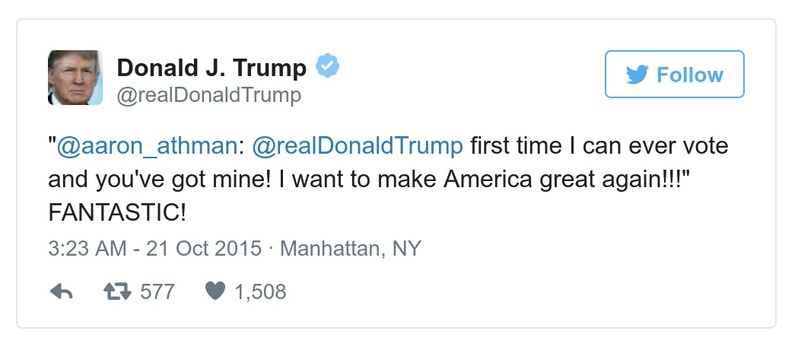 Donald J. Trump
@realDonaldTrump
Follow
"@aaron_athman: @realDonaldTrump first time I can ever vote
and you've got mine! I want to make America great again!!!"
FANTASTIC!
3:23 AM - 21 Oct 2015 · Manhattan, NY
577 1,508